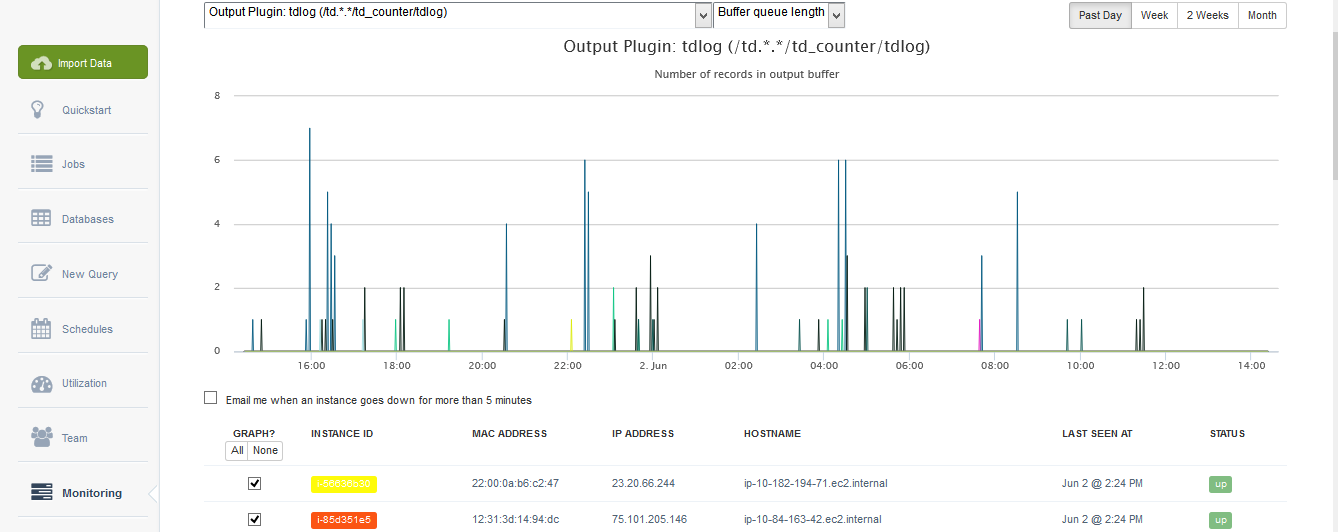 Output Plugin: tdlog (/td.*.*/td_counter/tdlog) Buffer queue length Past Day Week 2 Weeks Month
Import Data
Quickstart
Jobs
Databases
New Query
Schedules
Utilization
Team
Monitoring
Output Plugin: tdlog (/td.*.*/td_counter/tdlog)
Number of records in output buffer
8
6
4
2
0
16:00 18:00 20:00 22:00 2. Jun 02:00 04:00 06:00 08:00 10:00 12:00 14:00
Email me when an instance goes down for more than 5 minutes
GRAPH? INSTANCE ID MAC ADDRESS IP ADDRESS HOSTNAME LAST SEEN AT STATUS
All None
22:00:0a:b6:c2:47 23.20.66.244 ip-10-182-194-71.ec2.internal Jun 2 @ 2:24 PM up
i-85d351e5 12:31:3d:14:94:dc 75.101.205.146 ip-10-84-163-42.ec2.internal Jun 2 @ 2:24 PM up